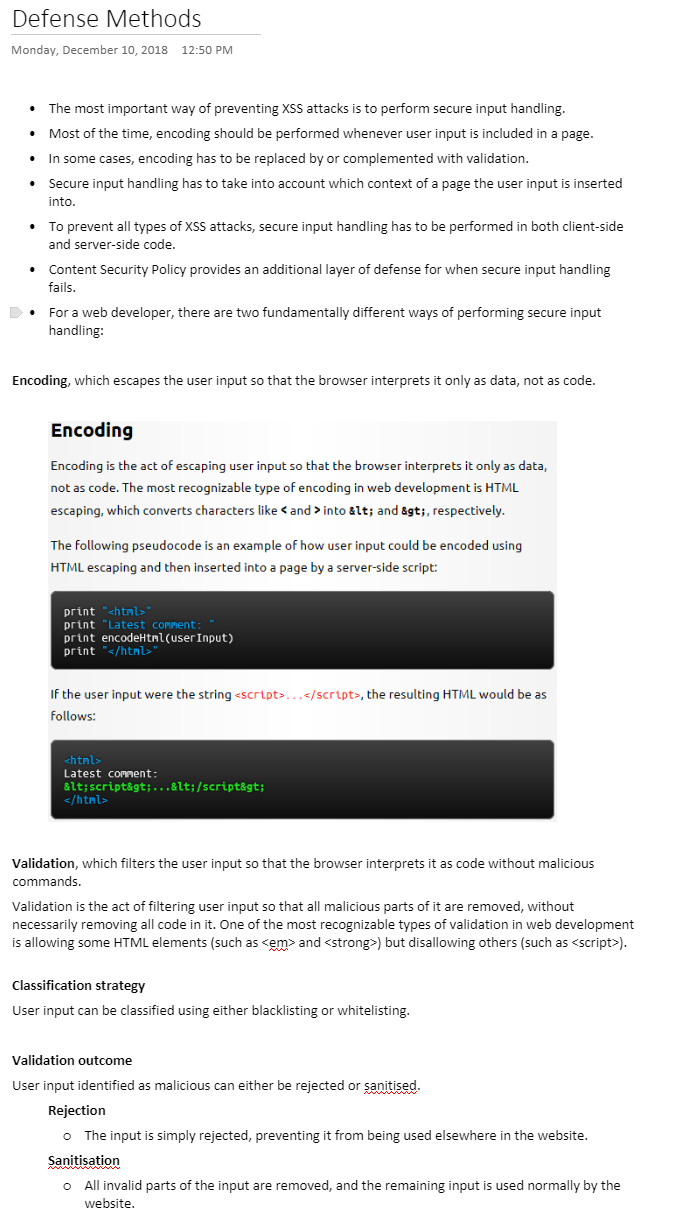 Defense Methods
Monday, December 10, 2018 12:50 PM
• The most important way of preventing XSS attacks is to perform secure input handling.
• Most of the time, encoding should be performed whenever user input is included in a page.
• In some cases, encoding has to be replaced by or complemented with validation.
• Secure input handling has to take into account which context of a page the user input is inserted
into.
• To prevent all types of XSS attacks, secure input handling has to be performed in both client-side
and server-side code.
• Content Security Policy provides an additional layer of defense for when secure input handling
fails.
• For a web developer, there are two fundamentally different ways of performing secure input
handling:
Encoding, which escapes the user input so that the browser interprets it only as data, not as code.
Encoding
Encoding is the act of escaping user input so that the browser interprets it only as data,
not as code. The most recognizable type of encoding in web development is HTML
escaping, which converts characters like < and > into &lt; and &gt;, respectively.
The following pseudocode is an example of how user input could be encoded using
HTML escaping and then inserted into a page by a server-side script:
print "<html>"
print "Latest comment: "
print encodeHtml(userInput)
print "</html>"
If the user input were the string <script>...</script>, the resulting HTML would be as
follows:
<html>
Latest comment:
&lt;script&gt;...&lt;/script&gt;
</html>
Validation, which filters the user input so that the browser interprets it as code without malicious
commands.
Validation is the act of filtering user input so that all malicious parts of it are removed, without
necessarily removing all code in it. One of the most recognizable types of validation in web development
is allowing some HTML elements (such as <em> and <strong>) but disallowing others (such as <script>).
Classification strategy
User input can be classified using either blacklisting or whitelisting.
Validation outcome
User input identified as malicious can either be rejected or sanitised.
Rejection
o The input is simply rejected, preventing it from being used elsewhere in the website.
Sanitisation
o All invalid parts of the input are removed, and the remaining input is used normally by the
website.